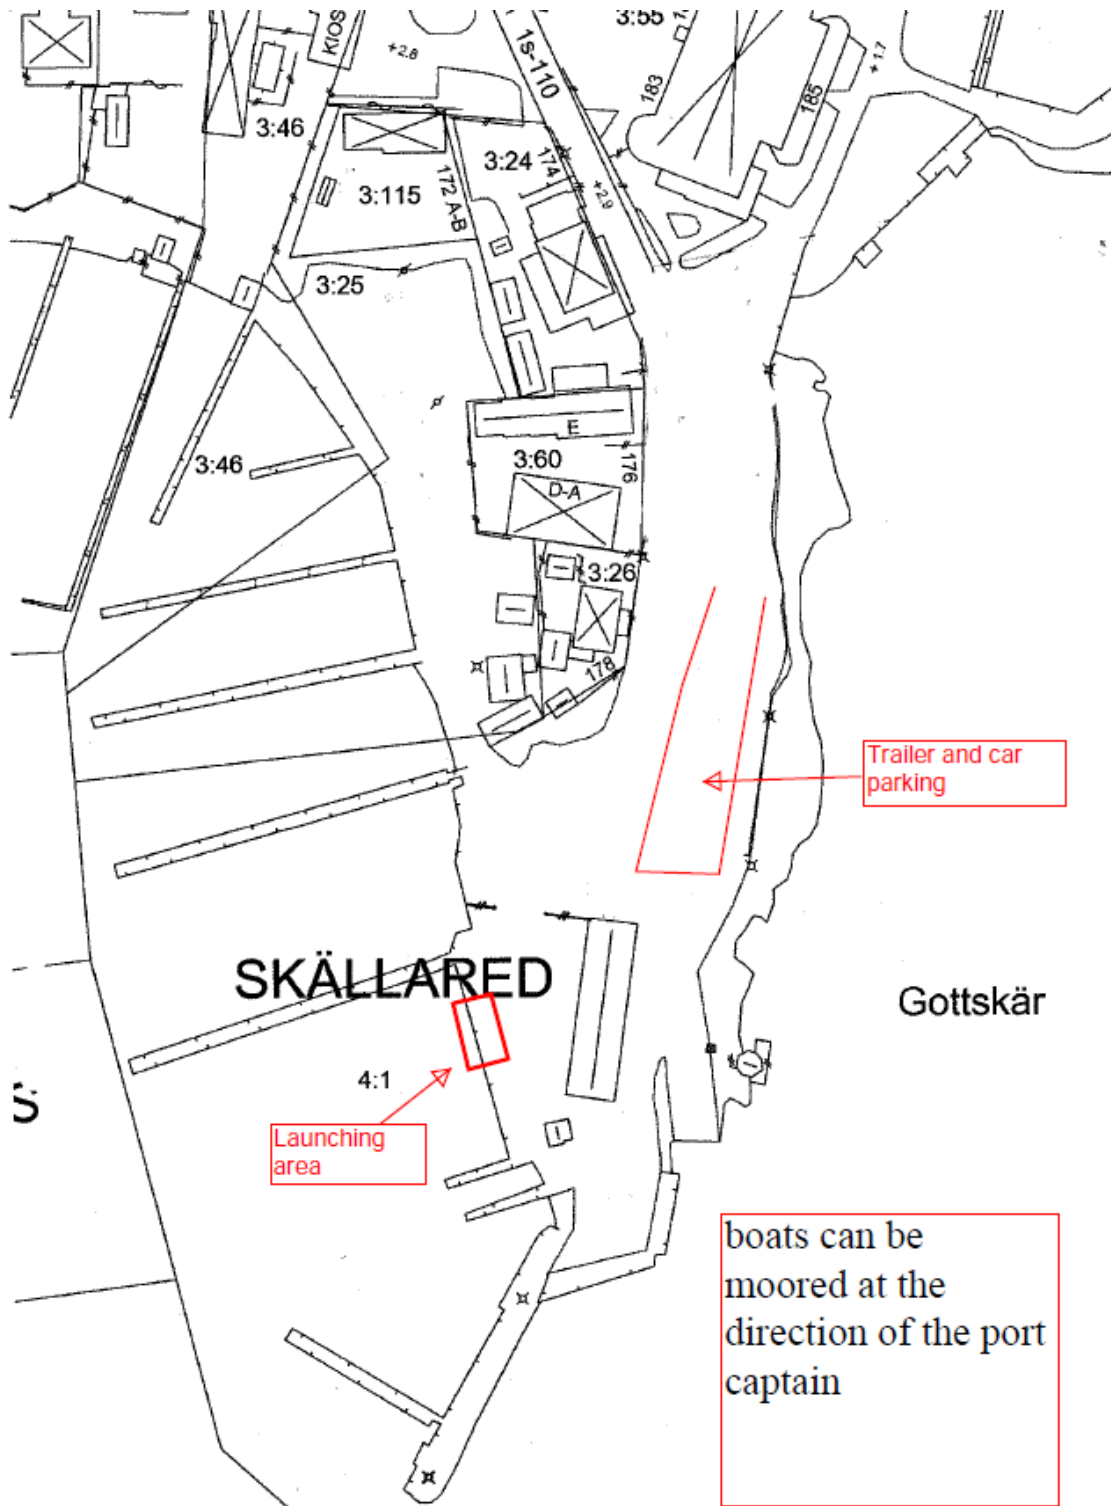 3:55
KIOS
+2.8
1s-110
183
185
+1.7
3:46
3:24
174
3:115
172 A-B
+2.9
3:25
E
3:46
3:60
176
D-A
3:26
178
Trailer and car
parking
SKÄLLARED
Gottskär
4:1
S
Launching
area
boats can be
moored at the
direction of the port
captain